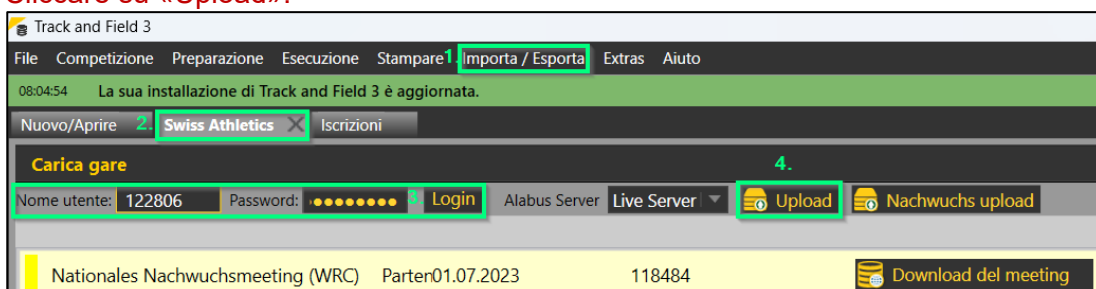 Cliccare su «Upload».
Track and Field 3
File Competizione Preparazione Esecuzione Stampare 1. Importa / Esporta Extras Aiuto
08:04:54 La sua installazione di Track and Field 3 è aggiornata.
Nuovo/Aprire 2. Swiss Athletics Iscrizioni
Carica gare 4.
Nome utente: 122806 Password: 3. Login Alabus Server Live Server Upload Nachwuchs upload
Nationales Nachwuchsmeeting (WRC) Parten01.07.2023 118484 Download del meeting